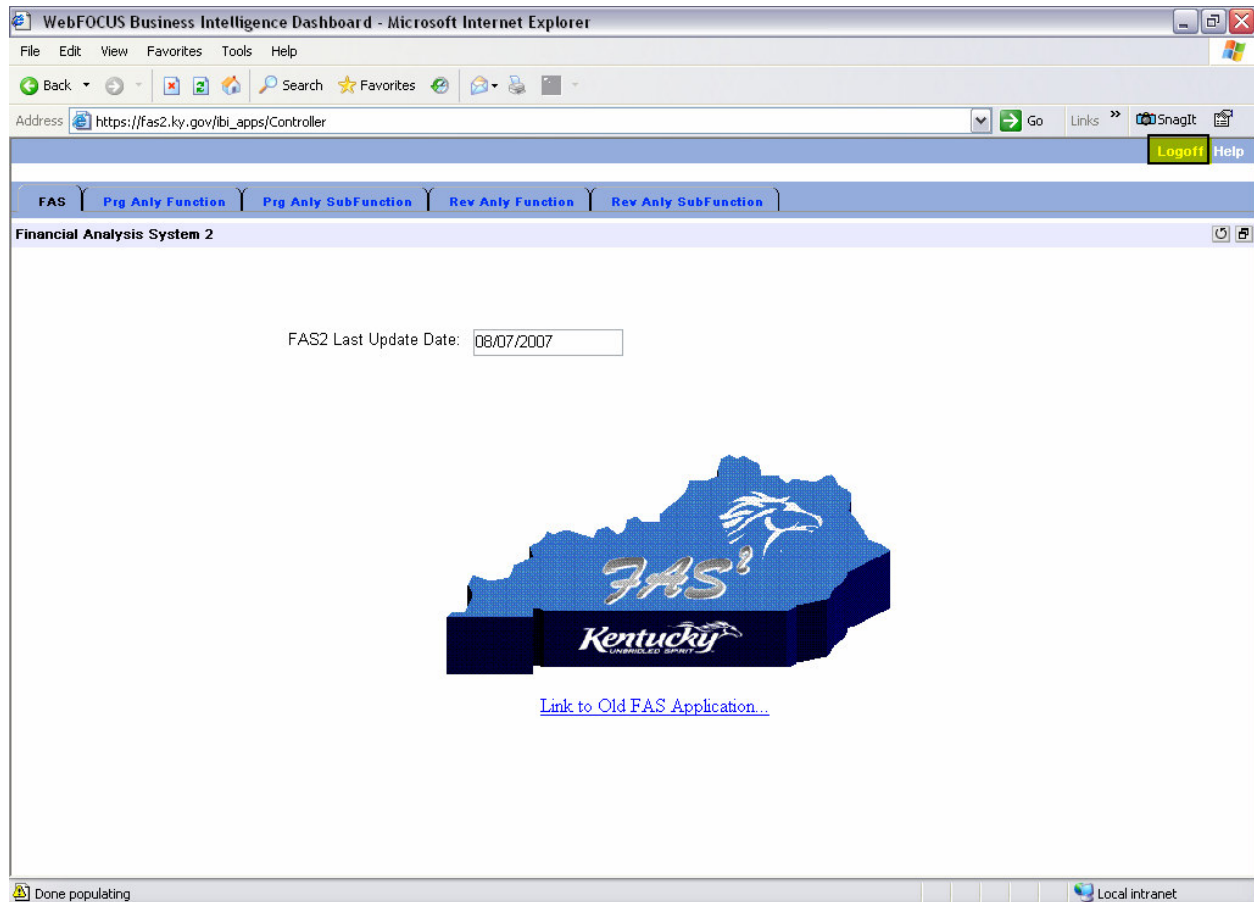 WebFOCUS Business Intelligence Dashboard - Microsoft Internet Explorer
File Edit View Favorites Tools Help
Back Search Favorites
Address https://fas2.ky.gov/ibi_apps/Controller Go Links » SnagIt
Logoff Help
FAS Prg Anly Function Prg Anly SubFunction Rev Anly Function Rev Anly SubFunction
Financial Analysis System 2
FAS2 Last Update Date: 08/07/2007
FAS2
Kentucky
UNBRIDLED SPIRIT
Link to Old FAS Application...
Done populating Local intranet